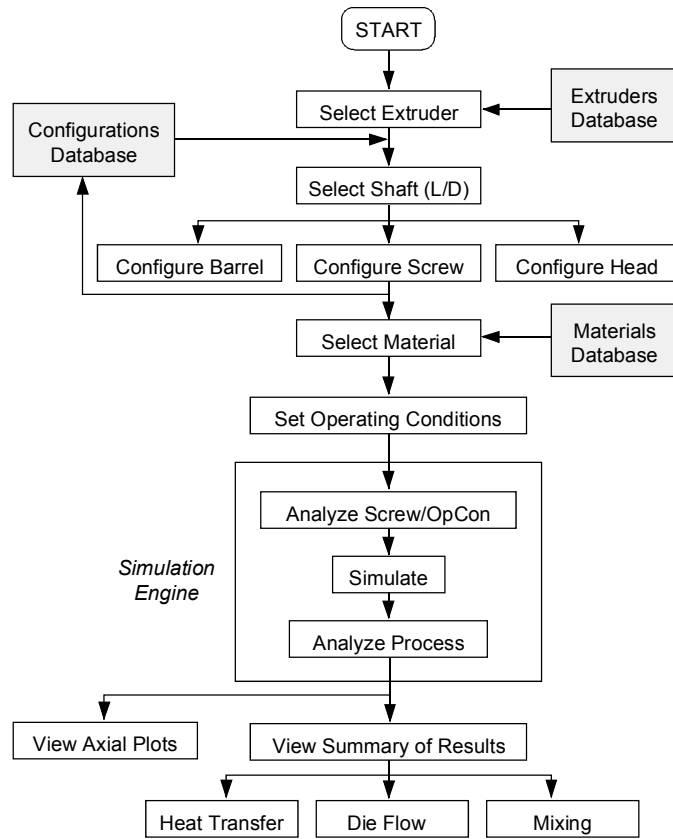 START
Select Extruder
Extruders
Database
Configurations
Database
Select Shaft (L/D)
Configure Barrel
Configure Screw
Configure Head
Select Material
Materials
Database
Set Operating Conditions
Simulation
Engine
Analyze Screw/OpCon
Simulate
Analyze Process
View Axial Plots
View Summary of Results
Heat Transfer
Die Flow
Mixing